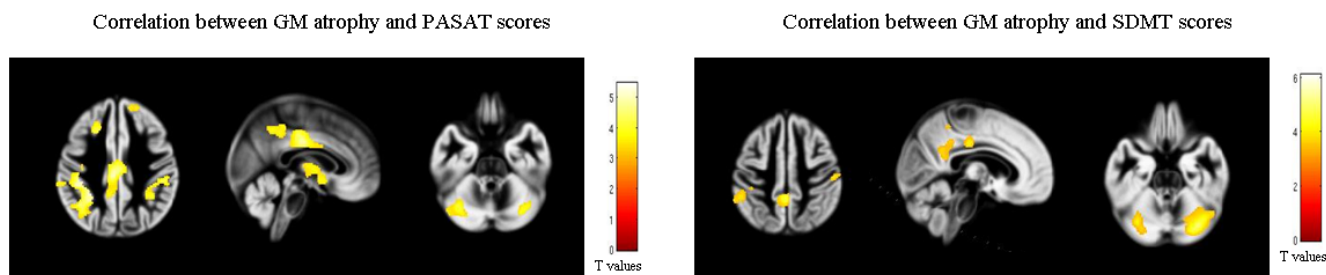 Correlation between GM atrophy and PASAT scores
5
4
3
2
1
0
T values
Correlation between GM atrophy and SDMT scores
6
4
2
0
T values